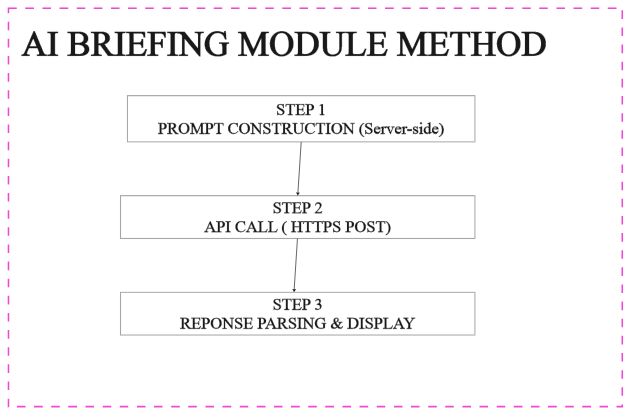 AI BRIEFING MODULE METHOD
STEP 1
PROMPT CONSTRUCTION (Server-side)
STEP 2
API CALL ( HTTPS POST)
STEP 3
REPONSE PARSING & DISPLAY